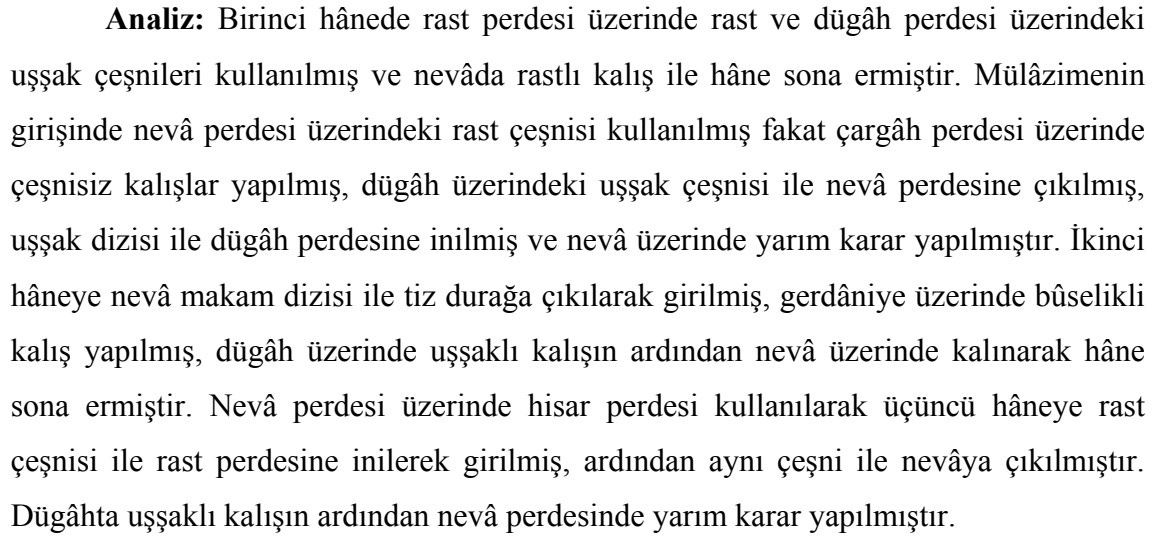 Analiz: Birinci hânede rast perdesi üzerinde rast ve dügâh perdesi üzerindeki
uşşak çeşnileri kullanılmış ve nevâda rastlı kalış ile hâne sona ermiştir. Mülâzimenin
girişinde nevâ perdesi üzerindeki rast çeşnisi kullanılmış fakat çargâh perdesi üzerinde
çeşnisiz kalışlar yapılmış, dügâh üzerindeki uşşak çeşnisi ile nevâ perdesine çıkılmış,
uşşak dizisi ile dügâh perdesine inilmiş ve nevâ üzerinde yarım karar yapılmıştır. İkinci
hâneye nevâ makam dizisi ile tiz durağa çıkılarak girilmiş, gerdâniye üzerinde bûselikli
kalış yapılmış, dügâh üzerinde uşşaklı kalışın ardından nevâ üzerinde kalınarak hâne
sona ermiştir. Nevâ perdesi üzerinde hisar perdesi kullanılarak üçüncü hâneye rast
çeşnisi ile rast perdesine inilerek girilmiş, ardından aynı çeşni ile nevâya çıkılmıştır.
Dügâhta uşşaklı kalışın ardından nevâ perdesinde yarım karar yapılmıştır.